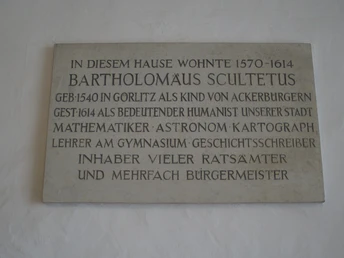 IN DIESEM HAUSE WOHNTE 1570-1614
BARTHOLOMÄUS SCULTETUS
GEB·1540 IN GÖRLITZ ALS KIND VON ACKERBÜRGERN
GEST·1614 ALS BEDEUTENDER HUMANIST UNSERER STADT
MATHEMATIKER·ASTRONOM KARTOGRAPH
LEHRER AM GYMNASIUM·GESCHICHTSSCHREIBER
INHABER VIELER RATSÄMTER
UND MEHRFACH BÜRGERMEISTER